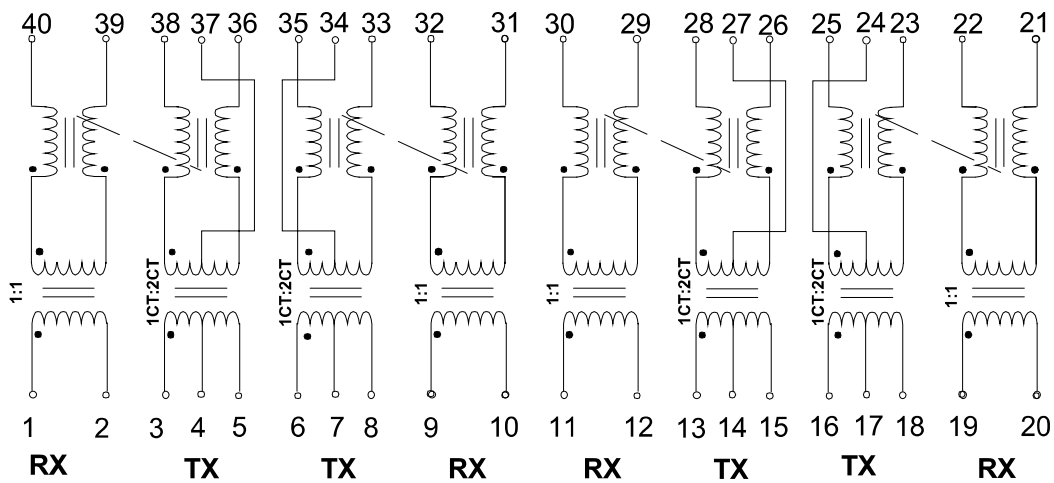 40 39 38 37 36 35 34 33 32 31 30 29 28 27 26 25 24 23 22 21
1:1 1CT:2CT 1CT:2CT 1:1 1:1 1CT:2CT 1CT:2CT 1:1
1 2 3 4 5 6 7 8 9 10 11 12 13 14 15 16 17 18 19 20
RX TX TX RX RX TX TX RX